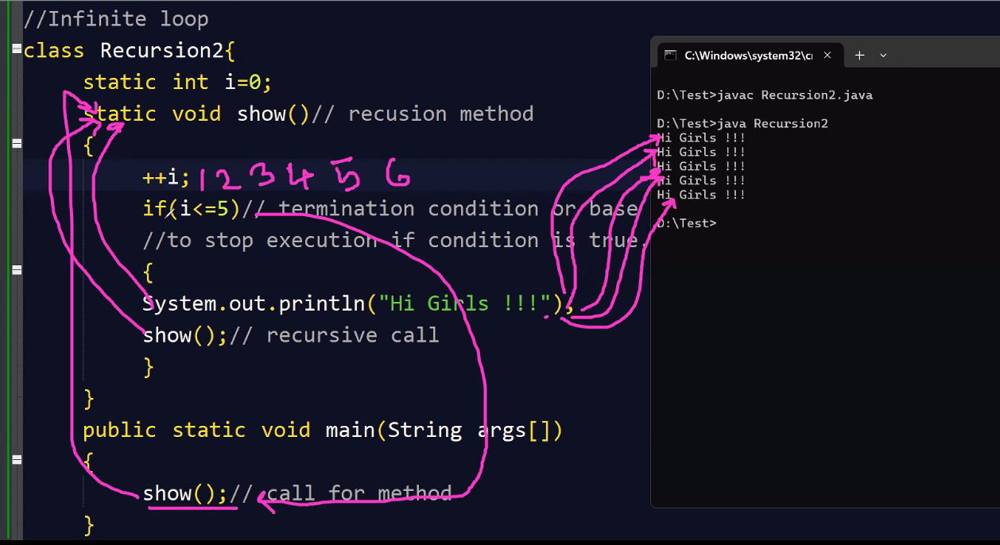 //Infinite loop
class Recursion2{
static int i=0;
static void show()// recusion method
{
++i; 1 2 3 4 5 6
if(i<=5)// termination condition or base
//to stop execution if condition is true.
{
System.out.println("Hi Girls !!!");
show();// recursive call
}
}
public static void main(String args[])
{
show();// call for method
}
C:\Windows\system32\cr
D:\Test>javac Recursion2.java
D:\Test>java Recursion2
Hi Girls !!!
Hi Girls !!!
Hi Girls !!!
Hi Girls !!!
Hi Girls !!!
D:\Test>